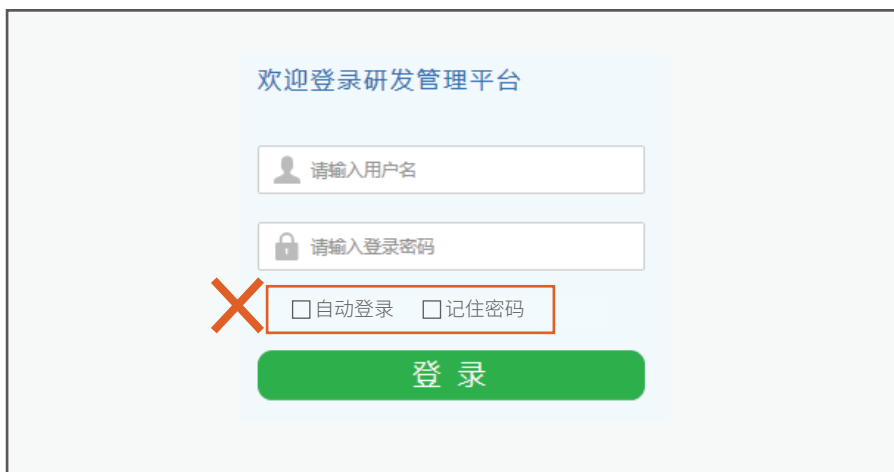 欢迎登录研发管理平台
请输入用户名
请输入登录密码
自动登录 记住密码
登 录